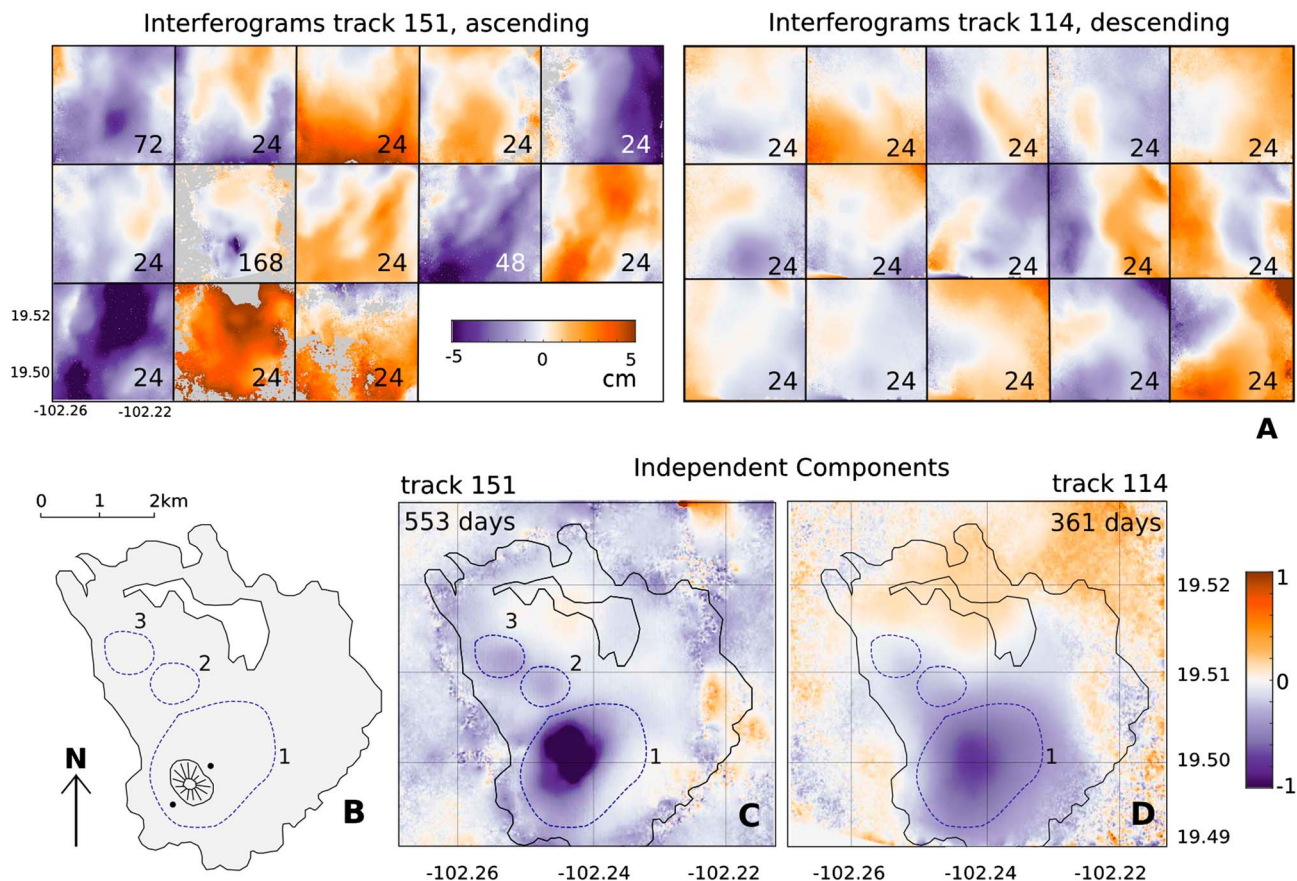 Interferograms track 151, ascending
Interferograms track 114, descending
72 24 24 24 24
24 24 24 24 24
24 168 24 48 24
24 24 24 24 24
19.52
19.50
24 24 24
-5 0 5
cm
24 24 24 24 24
-102.26 -102.22
A
Independent Components
track 151
track 114
0 1 2km
553 days
361 days
3
2
1
N
B
3
2
1
C
1
D
19.52
19.51
19.50
19.49
1
0
-1
-102.26 -102.24 -102.22
-102.26 -102.24 -102.22